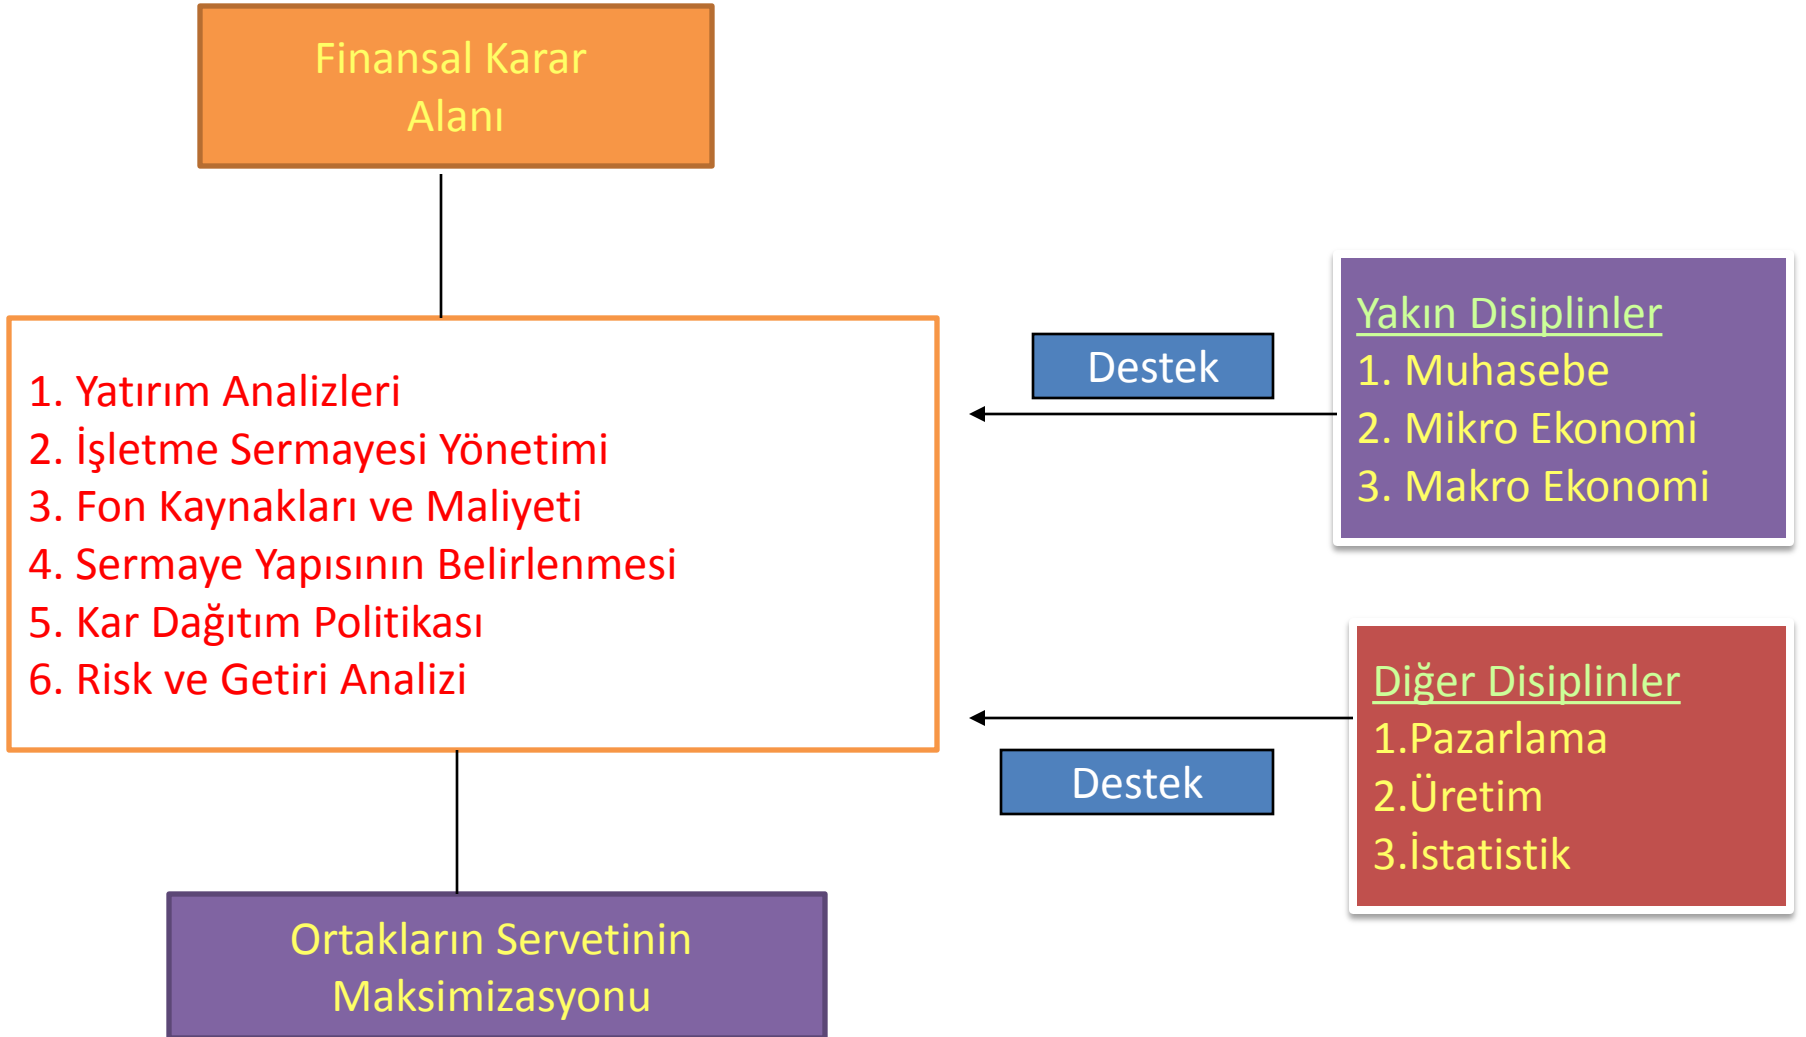 Finansal Karar
Alanı
1. Yatırım Analizleri
2. İşletme Sermayesi Yönetimi
3. Fon Kaynakları ve Maliyeti
4. Sermaye Yapısının Belirlenmesi
5. Kar Dağıtım Politikası
6. Risk ve Getiri Analizi
Destek
Yakın Disiplinler
1. Muhasebe
2. Mikro Ekonomi
3. Makro Ekonomi
Destek
Diğer Disiplinler
1.Pazarlama
2.Üretim
3.İstatistik
Ortakların Servetinin
Maksimizasyonu